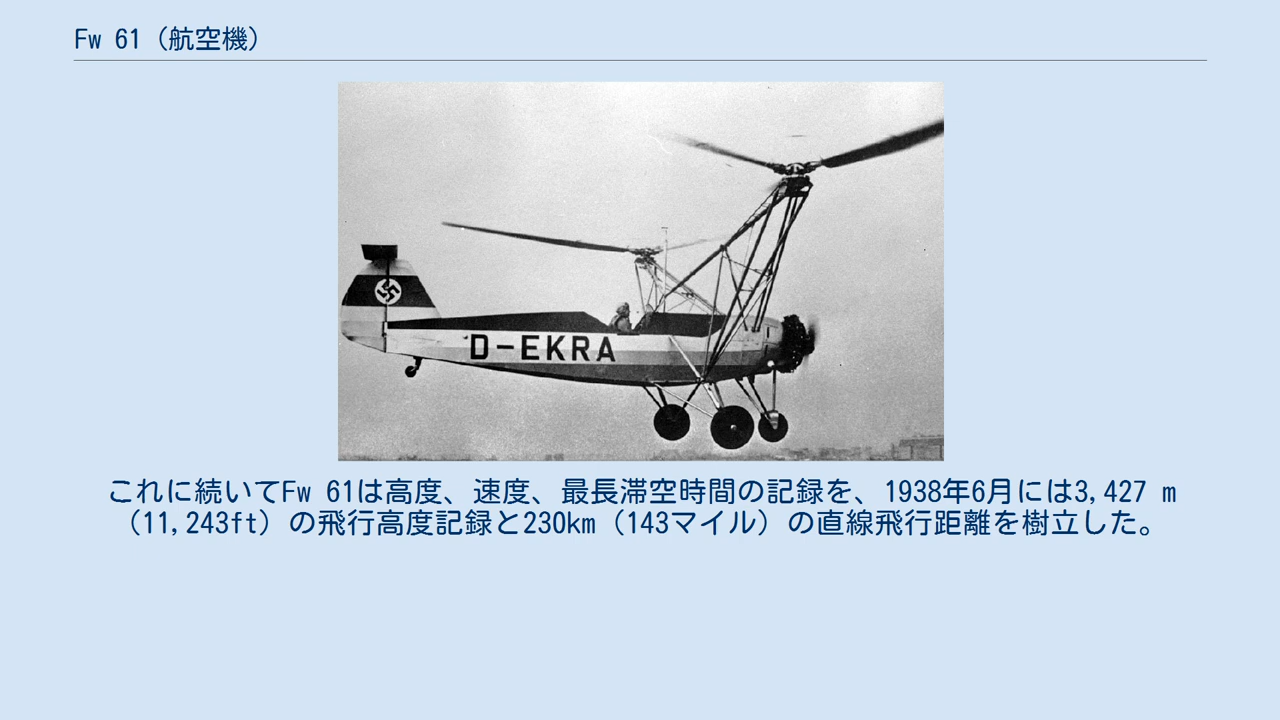 Fw 61（航空機）
D-EKRA
これに続いてFw 61は高度、速度、最長滞空時間の記録を、1938年6月には3,427 m
（11,243ft）の飛行高度記録と230km（143マイル）の直線飛行距離を樹立した。